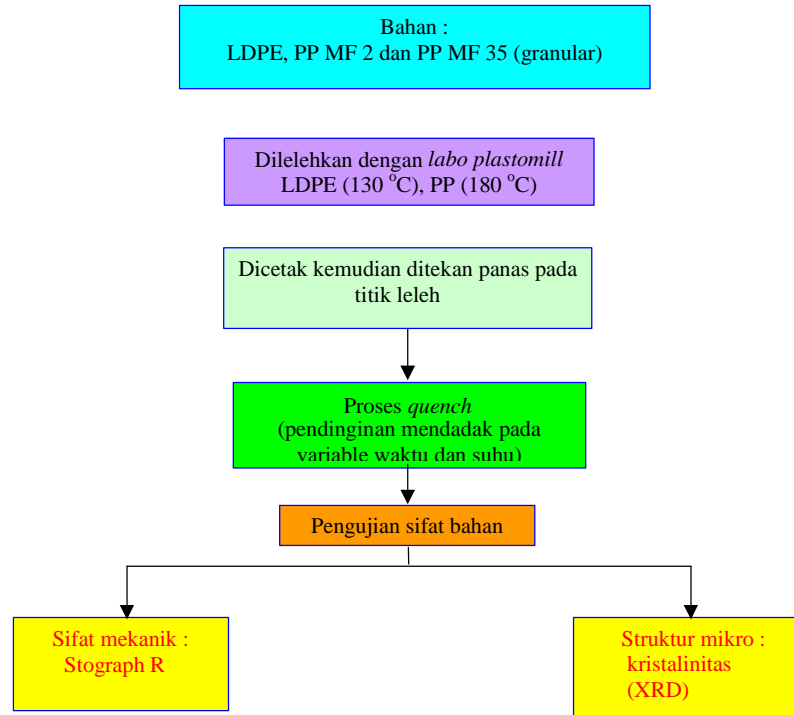 Bahan :
LDPE, PP MF 2 dan PP MF 35 (granular)
Dilelehkan dengan labo plastomill
LDPE (130 °C), PP (180 °C)
Dicetak kemudian ditekan panas pada
titik leleh
Proses quench
(pendinginan mendadak pada
variable waktu dan suhu)
Pengujian sifat bahan
Sifat mekanik :
Stograph R
Struktur mikro :
kristalinitas
(XRD)